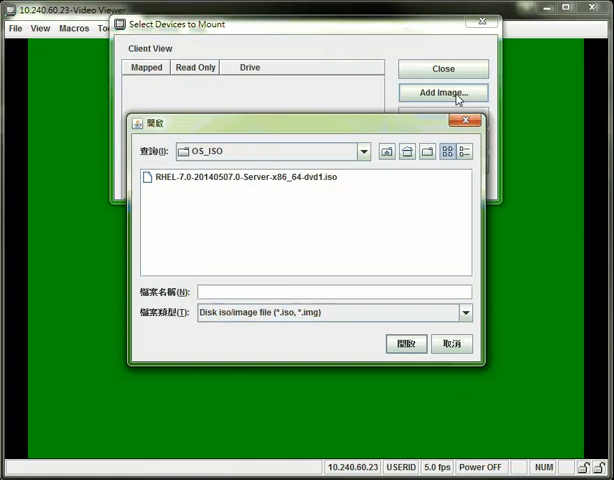 10.240.60.23-Video Viewer
File View Macros
Select Devices to Mount
Client View
Mapped Read Only Drive
Close
Add Image...
開啟
查詢(I): OS_ISO
RHEL-7.0-20140507.0-Server-x86_64-dvd1.iso
檔案名稱(N):
檔案類型(T): Disk iso/image file (*.iso, *.img)
開啟 取消
10.240.60.23 USERID 5.0 fps Power OFF NUM